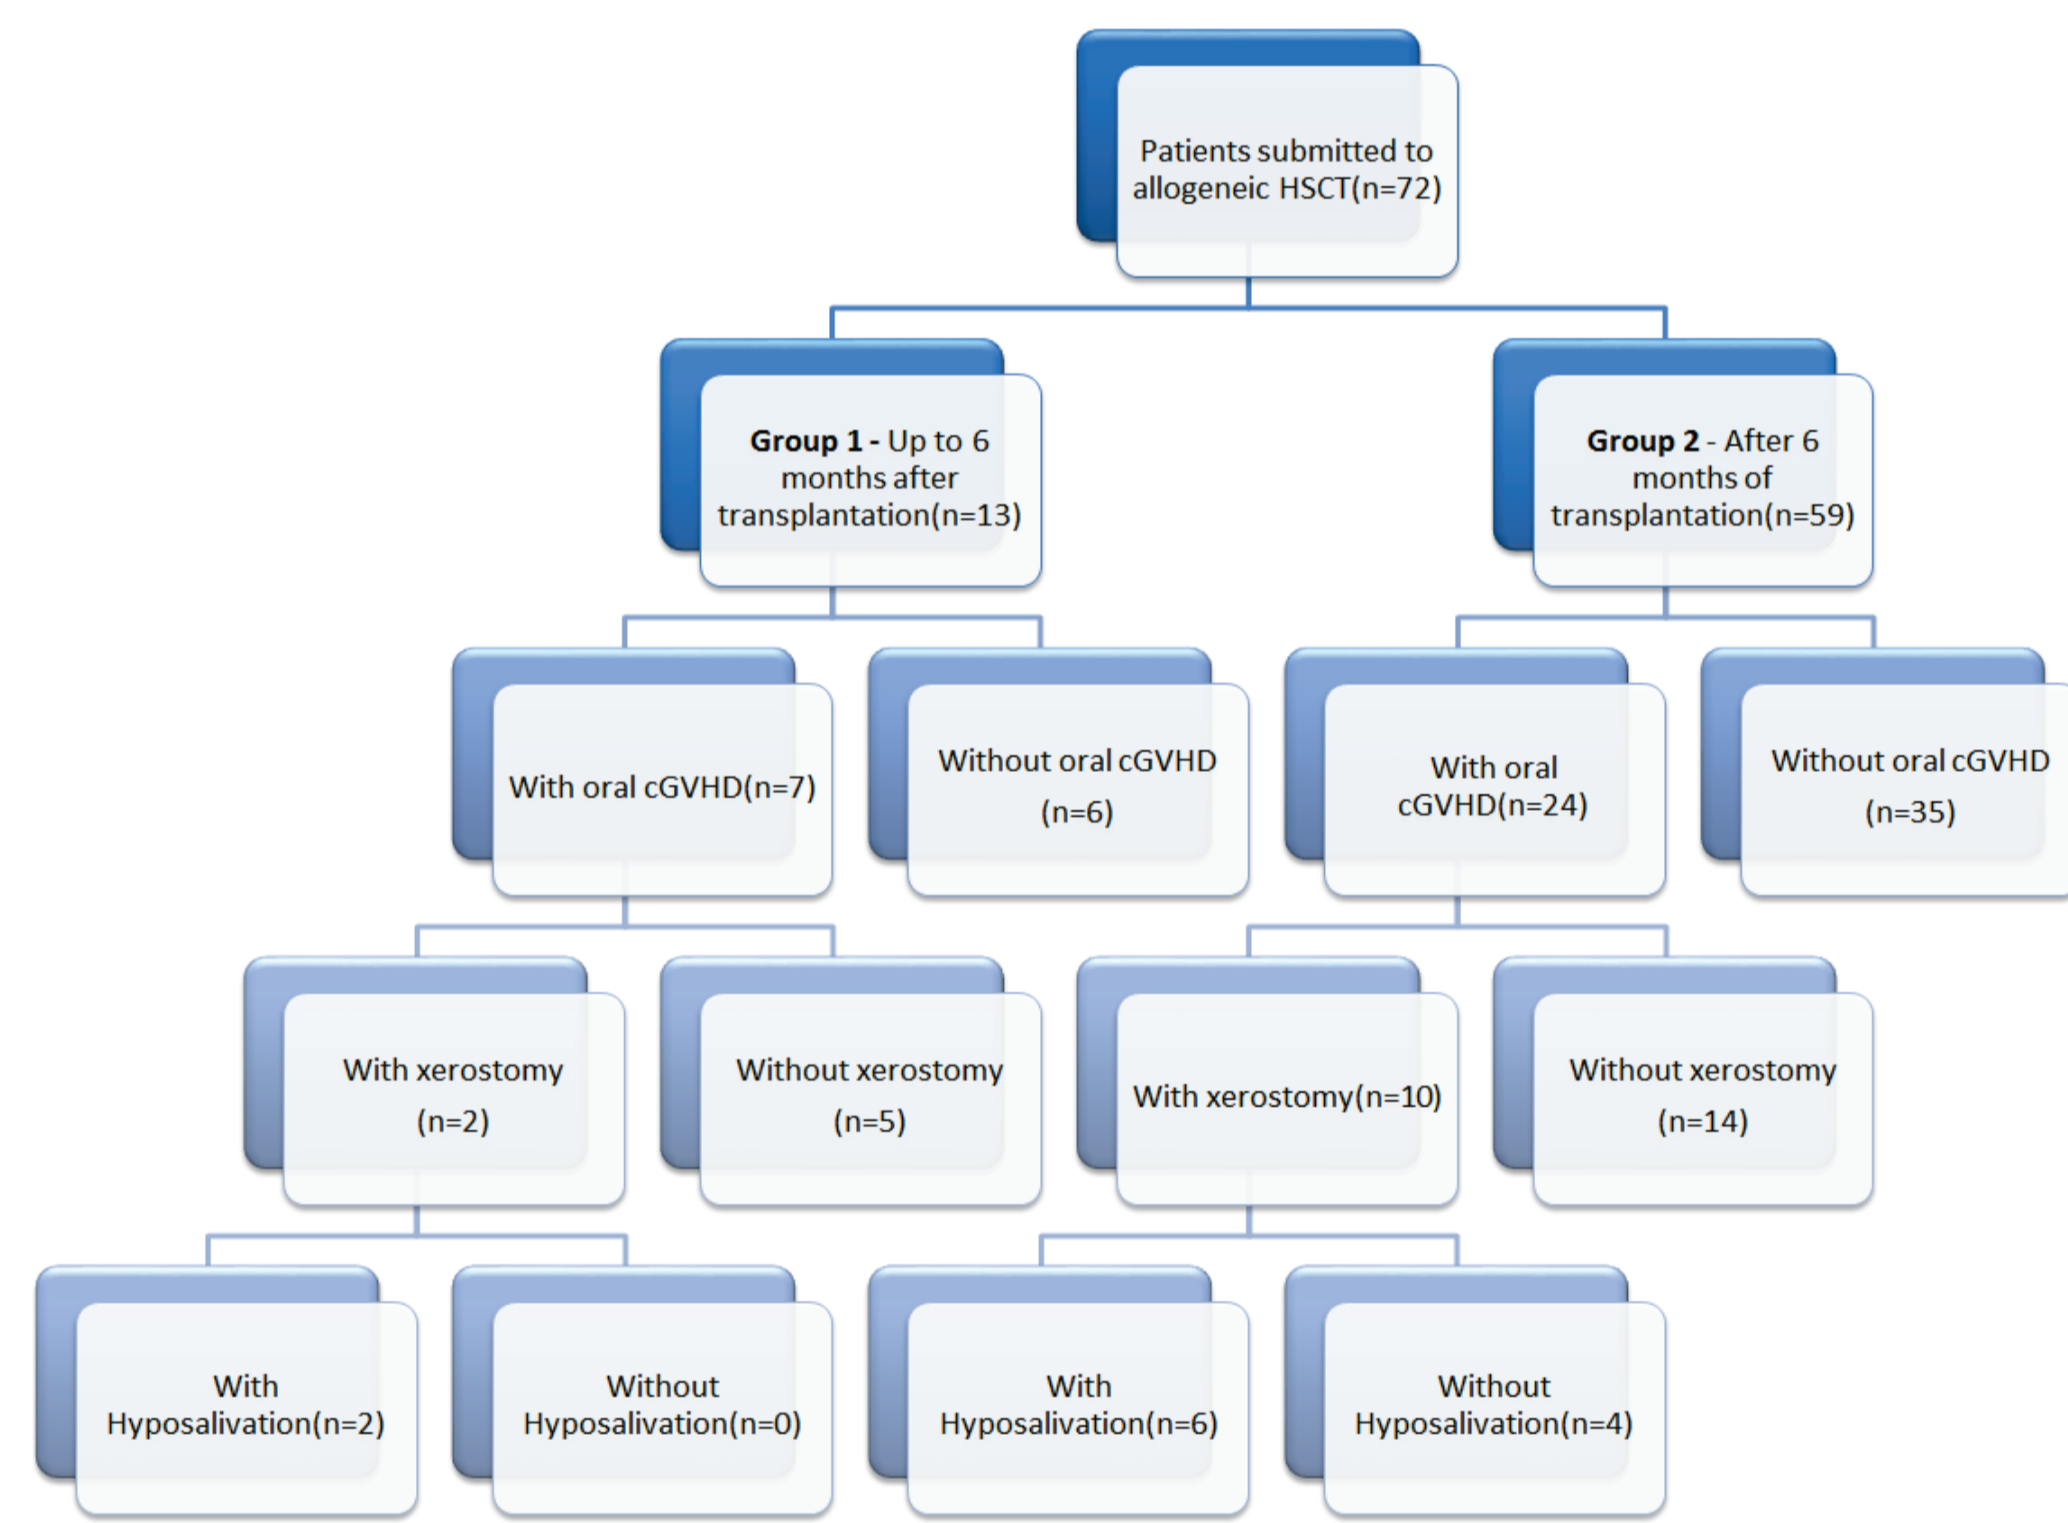 Patients submitted to
allogeneic HSCT(n=72)
Group 1 - Up to 6
months after
transplantation(n=13)
Group 2 - After 6
months of
transplantation(n=59)
With oral cGVHD(n=7)
Without oral cGVHD
(n=6)
With oral
cGVHD(n=24)
Without oral cGVHD
(n=35)
With xerostomy
(n=2)
Without xerostomy
(n=5)
With xerostomy(n=10)
Without xerostomy
(n=14)
With
Hyposalivation(n=2)
Without
Hyposalivation(n=0)
With
Hyposalivation(n=6)
Without
Hyposalivation(n=4)